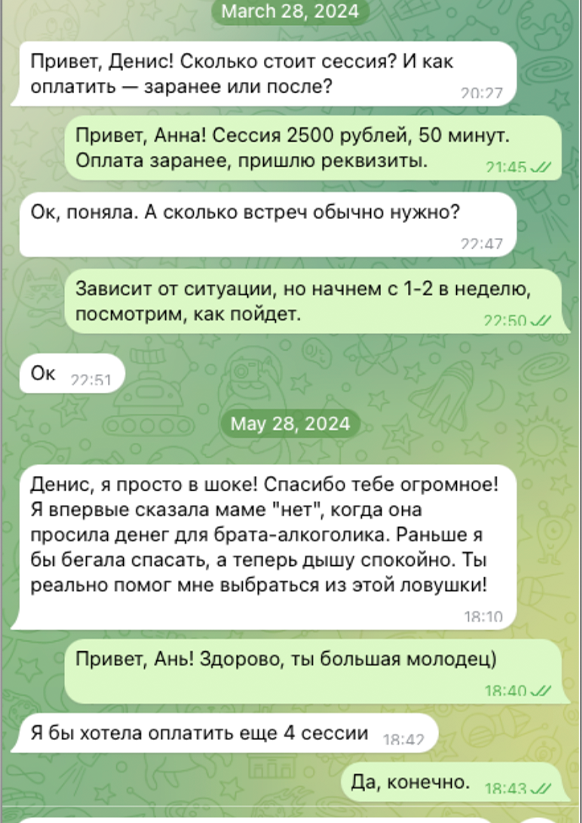 March 28, 2024
Привет, Денис! Сколько стоит сессия? И как
оплатить — заранее или после?
20:27
Привет, Анна! Сессия 2500 рублей, 50 минут.
Оплата заранее, пришлю реквизиты.
21:45
Ок, поняла. А сколько встреч обычно нужно?
22:47
Зависит от ситуации, но начнем с 1-2 в неделю,
посмотрим, как пойдет.
22:50
Ок 22:51
May 28, 2024
Денис, я просто в шоке! Спасибо тебе огромное!
Я впервые сказала маме "нет", когда она
просила денег для брата-алкоголика. Раньше я
бы бегала спасать, а теперь дышу спокойно. Ты
реально помог мне выбраться из этой ловушки!
18:10
Привет, Ань! Здорово, ты большая молодец)
18:40
Я бы хотела оплатить еще 4 сессии 18:42
Да, конечно. 18:43